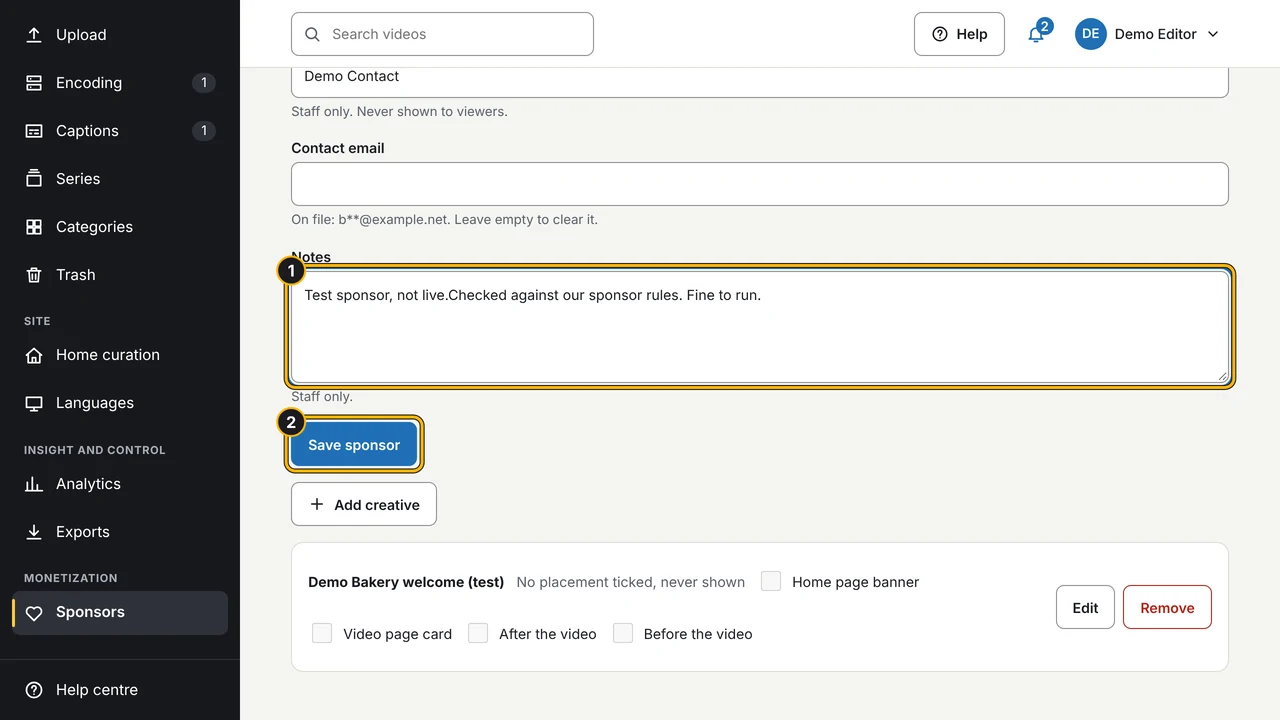 Upload
Encoding 1
Captions 1
Series
Categories
Trash
SITE
Home curation
Languages
INSIGHT AND CONTROL
Analytics
Exports
MONETIZATION
Sponsors
Help centre
Search videos
Help
2
DE Demo Editor
Demo Contact
Staff only. Never shown to viewers.
Contact email
On file: b**@example.net. Leave empty to clear it.
Notes
1
Test sponsor, not live.Checked against our sponsor rules. Fine to run.
Staff only.
2
Save sponsor
+ Add creative
Demo Bakery welcome (test) No placement ticked, never shown Home page banner
Video page card After the video Before the video
Edit Remove